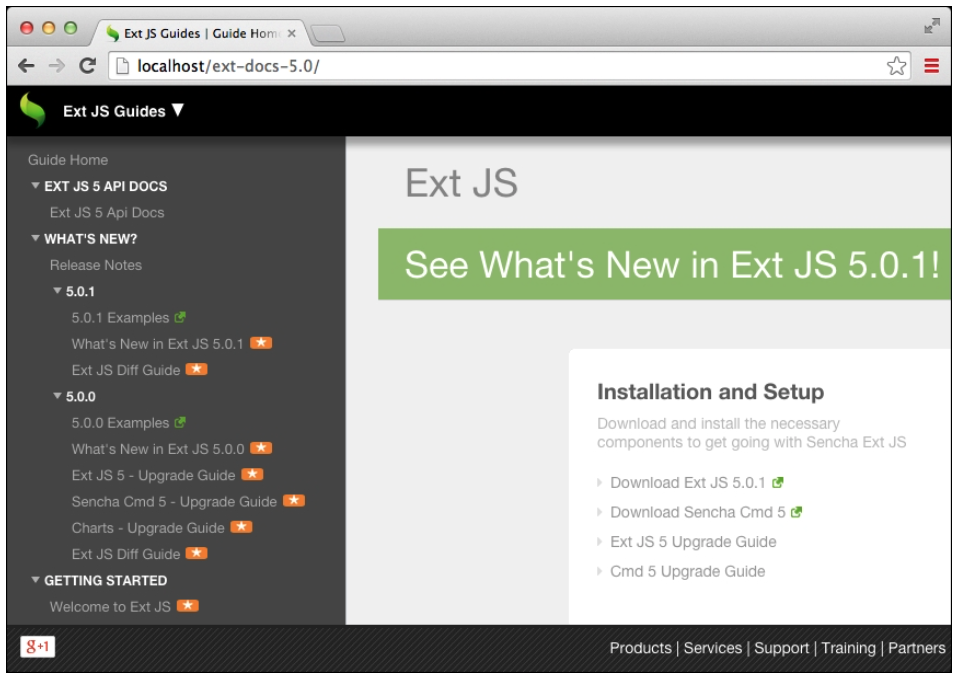 Ext JS Guides | Guide Hom
localhost/ext-docs-5.0/
Ext JS Guides
Guide Home
EXT JS 5 API DOCS
Ext JS 5 Api Docs
WHAT'S NEW?
Release Notes
5.0.1
5.0.1 Examples
What's New in Ext JS 5.0.1
Ext JS Diff Guide
5.0.0
5.0.0 Examples
What's New in Ext JS 5.0.0
Ext JS 5 - Upgrade Guide
Sencha Cmd 5 - Upgrade Guide
Charts - Upgrade Guide
Ext JS Diff Guide
GETTING STARTED
Welcome to Ext JS
Ext JS
See What's New in Ext JS 5.0.1!
Installation and Setup
Download and install the necessary
components to get going with Sencha Ext JS
Download Ext JS 5.0.1
Download Sencha Cmd 5
Ext JS 5 Upgrade Guide
Cmd 5 Upgrade Guide
g+1
Products | Services | Support | Training | Partners